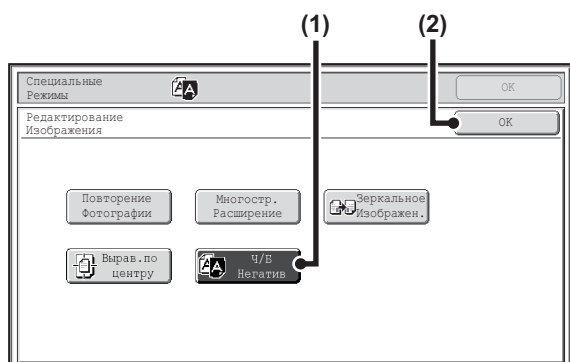 (1) (2)
Специальные
Режимы
OK
Редактирование
Изображения
OK
Повторение
Фотографии
Многостр.
Расширение
Зеркальное
Изображен.
Вырав.по
центру
Ч/Б
Негатив